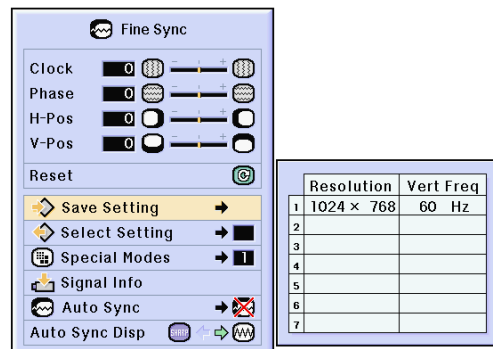 Fine Sync
Clock 0
Phase 0
H-Pos 0
V-Pos 0
Reset
Save Setting
Select Setting
Special Modes 1
Signal Info
Auto Sync
Auto Sync Disp
Resolution Vert Freq
1 1024 × 768 60 Hz
2
3
4
5
6
7